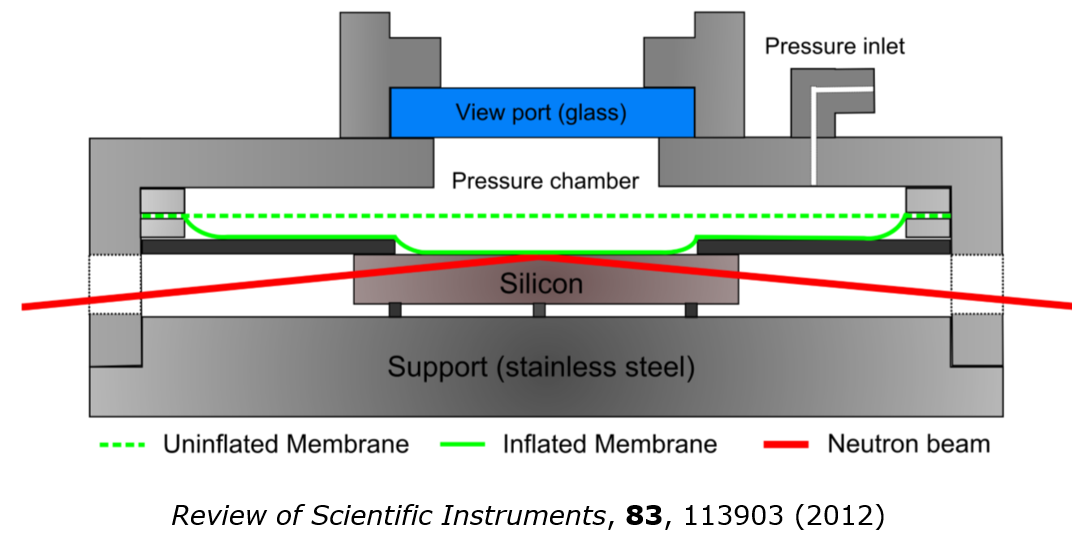 Pressure inlet
View port (glass)
Pressure chamber
Silicon
Support (stainless steel)
Uninflated Membrane
Inflated Membrane
Neutron beam
Review of Scientific Instruments, 83, 113903 (2012)